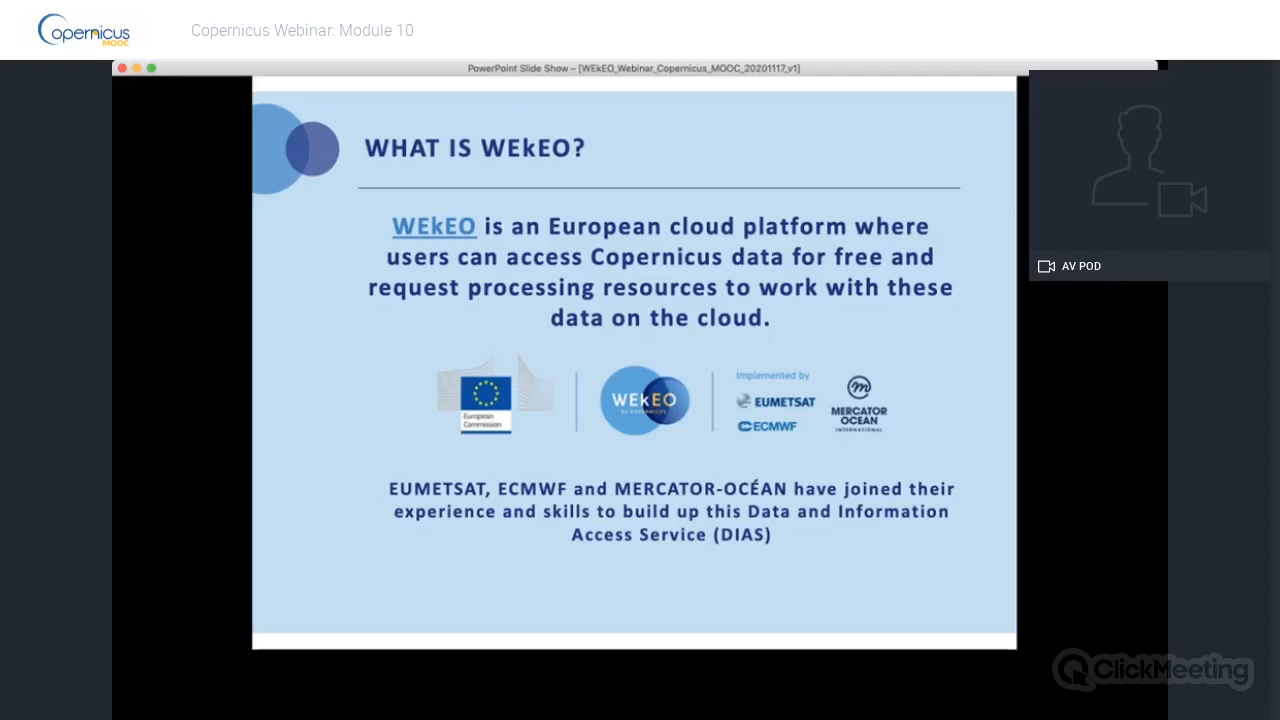 Copernicus
MOOC
Copernicus Webinar: Module 10
PowerPoint Slide Show – [WEkEO_Webinar_Copernicus_MOOC_20201117_v1]
WHAT IS WEkEO?
WEkEO is an European cloud platform where
users can access Copernicus data for free and
request processing resources to work with these
data on the cloud.
European
Commission
WEkEO
BY COPERNICUS
Implemented by
EUMETSAT
ECMWF
MERCATOR
OCEAN
INTERNATIONAL
EUMETSAT, ECMWF and MERCATOR-OCÉAN have joined their
experience and skills to build up this Data and Information
Access Service (DIAS)
AV POD
ClickMeeting